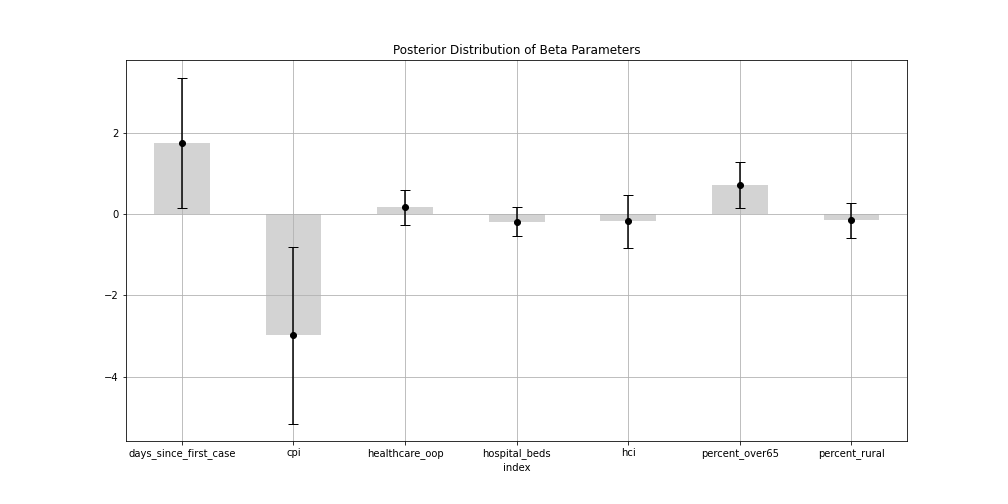 Posterior Distribution of Beta Parameters
2
0
−2
−4
days_since_first_case cpi healthcare_oop hospital_beds hci percent_over65 percent_rural
index